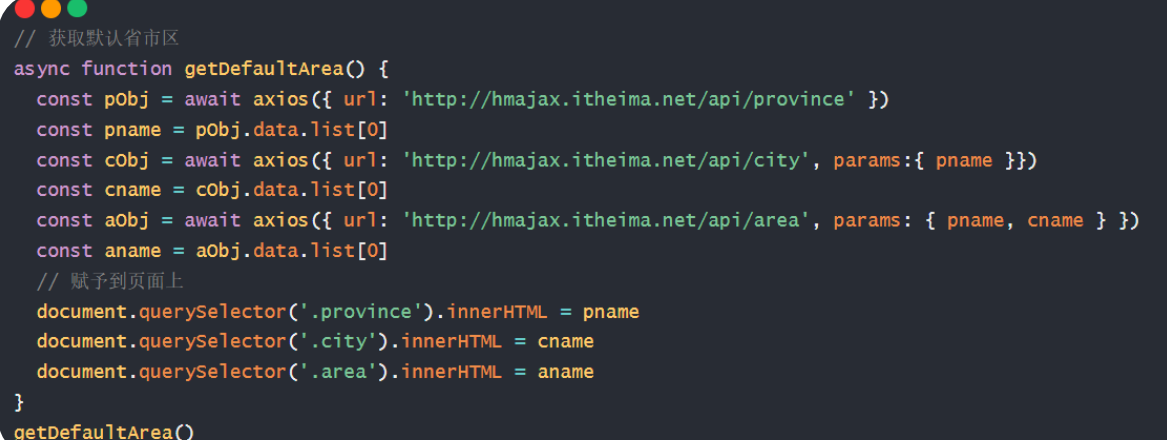 // 获取默认省市区
async function getDefaultArea() {
  const pObj = await axios({ url: 'http://hmajax.itheima.net/api/province' })
  const pname = pObj.data.list[0]
  const cObj = await axios({ url: 'http://hmajax.itheima.net/api/city', params:{ pname }})
  const cname = cObj.data.list[0]
  const aObj = await axios({ url: 'http://hmajax.itheima.net/api/area', params: { pname, cname } })
  const aname = aObj.data.list[0]
  // 赋予到页面上
  document.querySelector('.province').innerHTML = pname
  document.querySelector('.city').innerHTML = cname
  document.querySelector('.area').innerHTML = aname
}
getDefaultArea()